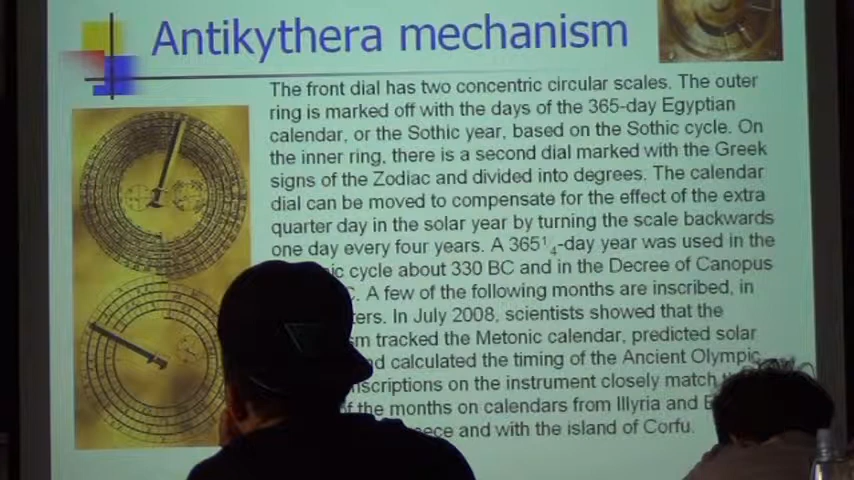 Antikythera mechanism
The front dial has two concentric circular scales. The outer
ring is marked off with the days of the 365-day Egyptian
calendar, or the Sothic year, based on the Sothic cycle. On
the inner ring, there is a second dial marked with the Greek
signs of the Zodiac and divided into degrees. The calendar
dial can be moved to compensate for the effect of the extra
quarter day in the solar year by turning the scale backwards
one day every four years. A 365¹₄-day year was used in the
cycle about 330 BC and in the Decree of Canopus
A few of the following months are inscribed, in
In July 2008, scientists showed that the
tracked the Metonic calendar, predicted solar
calculated the timing of the Ancient Olympic
on the instrument closely match
of the months on calendars from Illyria and
and with the island of Corfu.